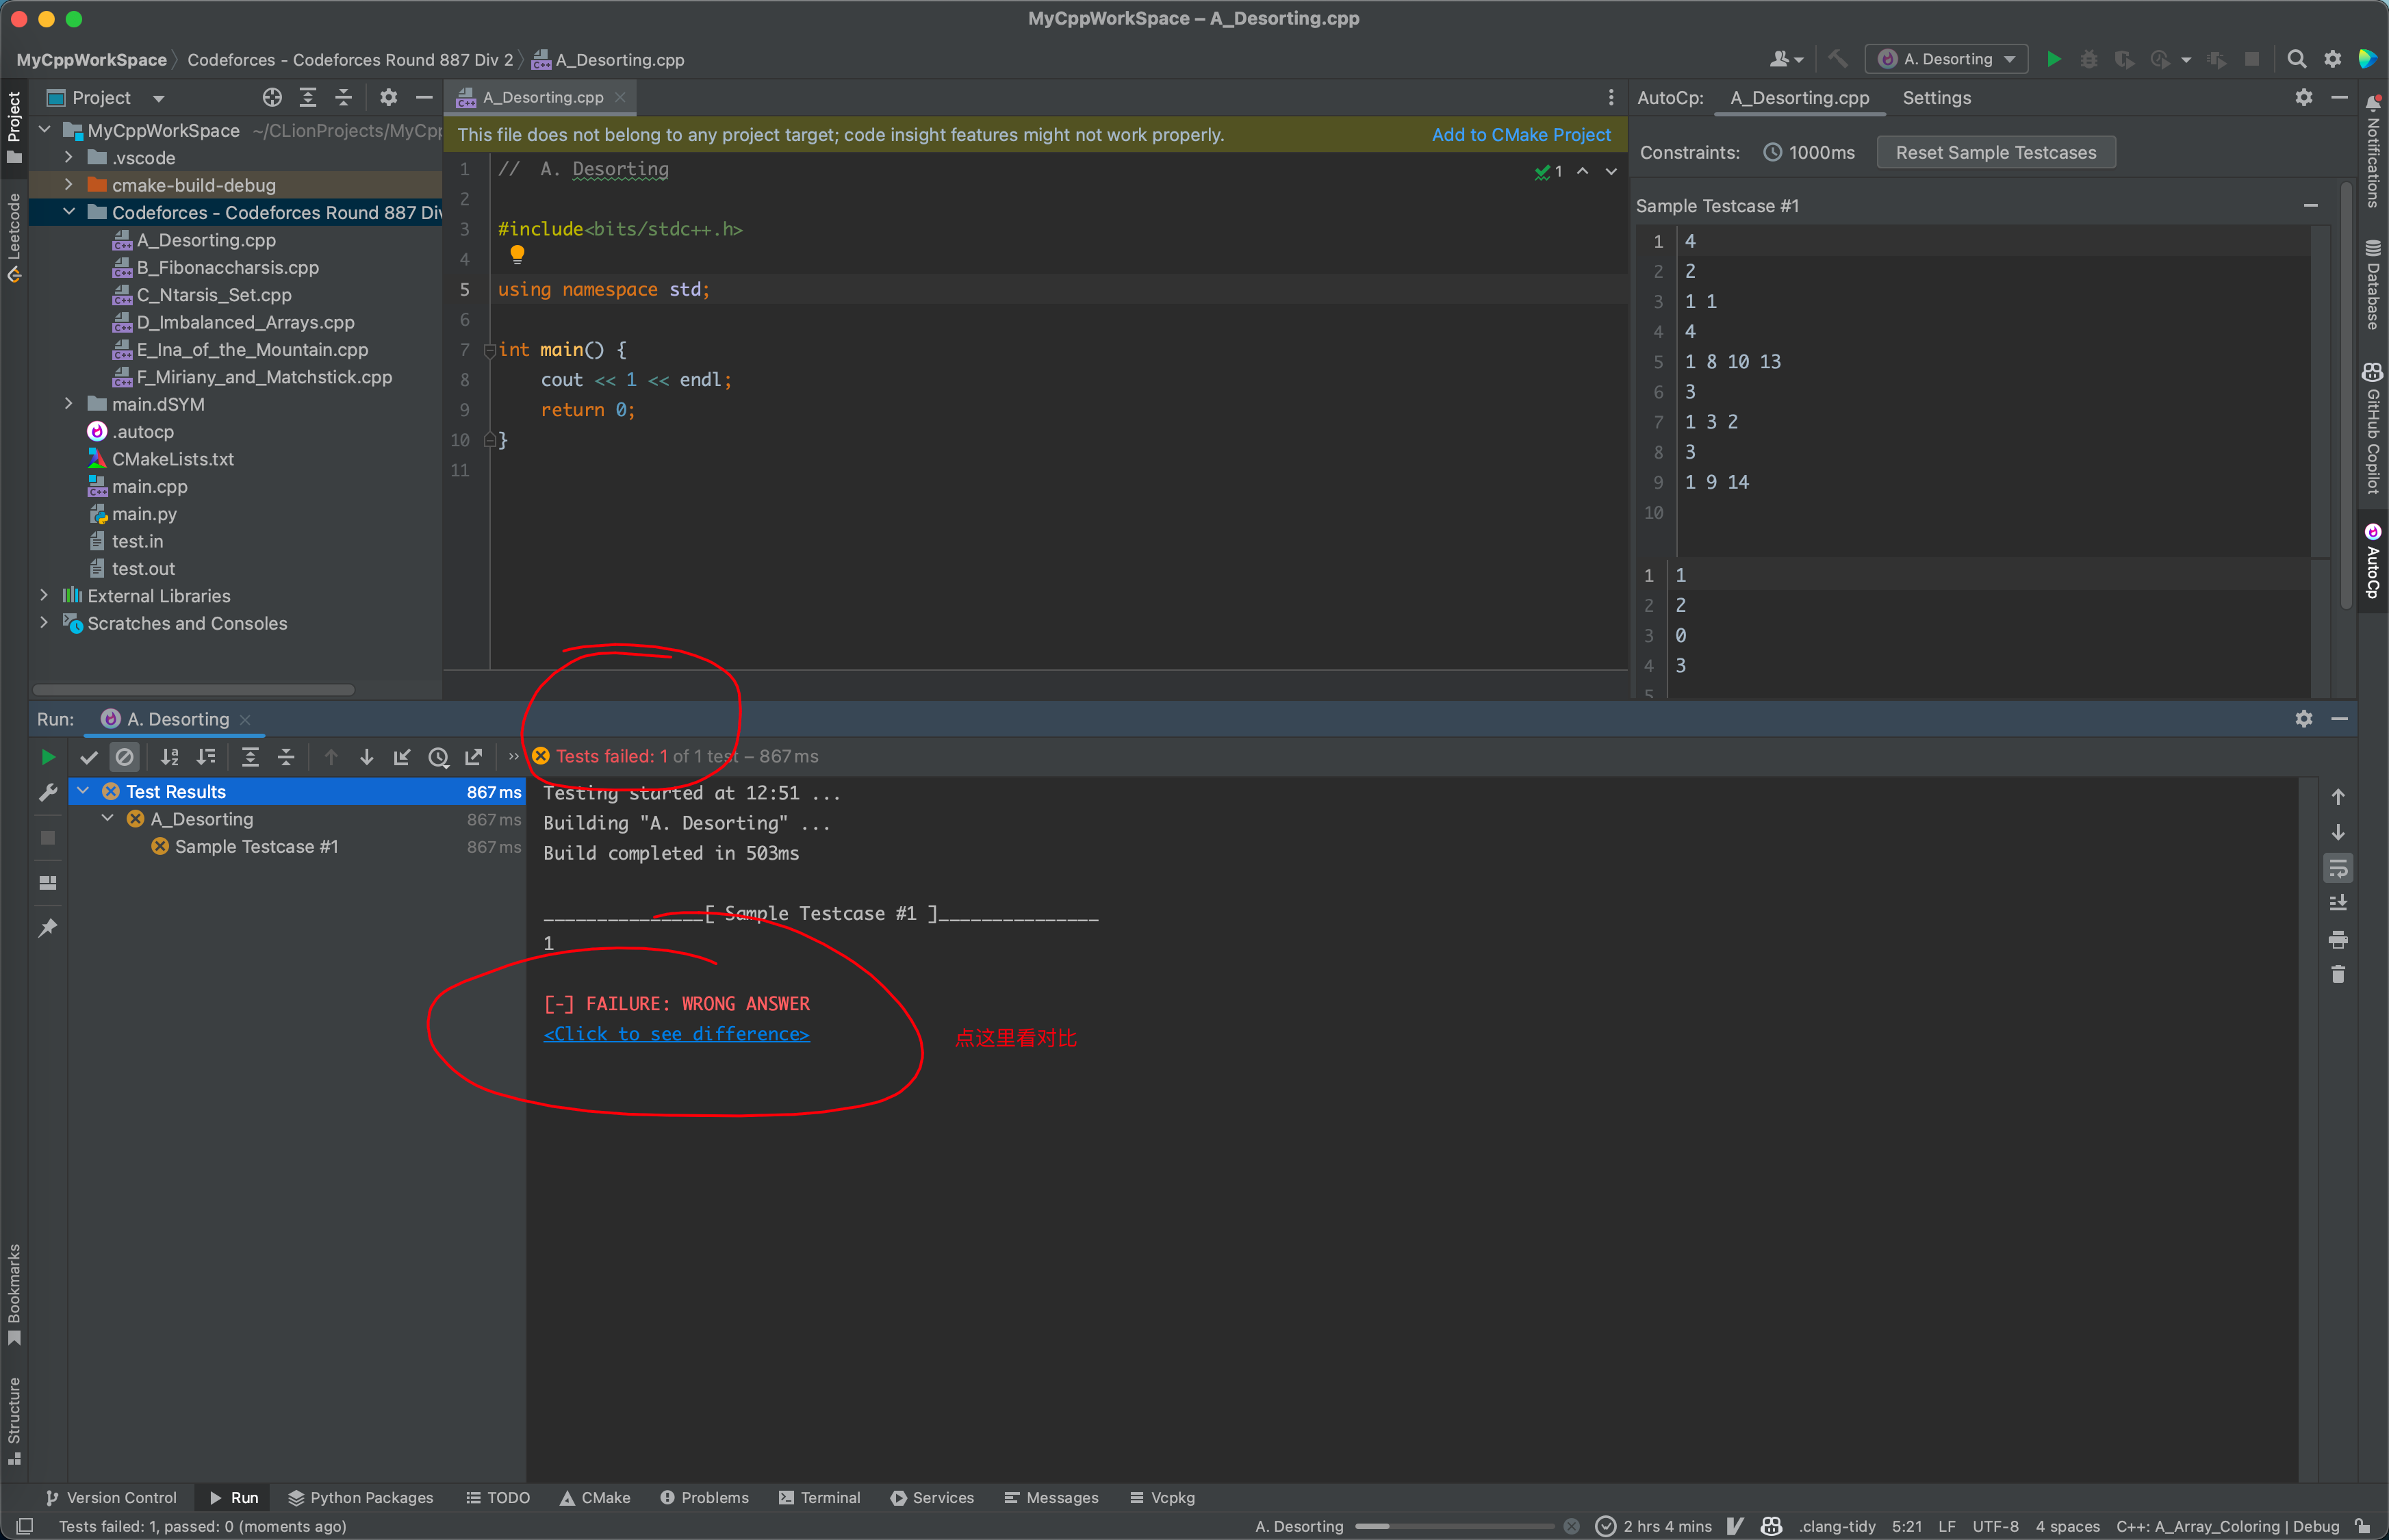 MyCppWorkSpace – A_Desorting.cpp
MyCppWorkSpace 〉 Codeforces - Codeforces Round 887 Div 2 〉 A_Desorting.cpp
A. Desorting
Project
Leetcode
Bookmarks
Structure
Project
MyCppWorkSpace ~/CLionProjects/MyCpp
.vscode
cmake-build-debug
Codeforces - Codeforces Round 887 Div
A_Desorting.cpp
B_Fibonaccharsis.cpp
C_Ntarsis_Set.cpp
D_Imbalanced_Arrays.cpp
E_Ina_of_the_Mountain.cpp
F_Miriany_and_Matchstick.cpp
main.dSYM
.autocp
CMakeLists.txt
main.cpp
main.py
test.in
test.out
External Libraries
Scratches and Consoles
A_Desorting.cpp
This file does not belong to any project target; code insight features might not work properly. Add to CMake Project
1 // A. Desorting
1
2
3 #include<bits/stdc++.h>
4
5 using namespace std;
6
7 int main() {
8 cout << 1 << endl;
9 return 0;
10 }
11
AutoCp: A_Desorting.cpp Settings
Constraints: 1000ms Reset Sample Testcases
Sample Testcase #1
1 4
2 2
3 1 1
4 4
5 1 8 10 13
6 3
7 1 3 2
8 3
9 1 9 14
10
1 1
2 2
3 0
4 3
5
Notifications
Database
GitHub Copilot
AutoCp
Run: A. Desorting
» Tests failed: 1 of 1 test – 867 ms
Test Results 867 ms
A_Desorting 867 ms
Sample Testcase #1 867 ms
Testing started at 12:51 ...
Building "A. Desorting" ...
Build completed in 503ms
_______________[ Sample Testcase #1 ]_______________
1
[-] FAILURE: WRONG ANSWER
<Click to see difference>
点这里看对比
Version Control Run Python Packages TODO CMake Problems Terminal Services Messages Vcpkg
Tests failed: 1, passed: 0 (moments ago)
A. Desorting 2 hrs 4 mins .clang-tidy 5:21 LF UTF-8 4 spaces C++: A_Array_Coloring | Debug